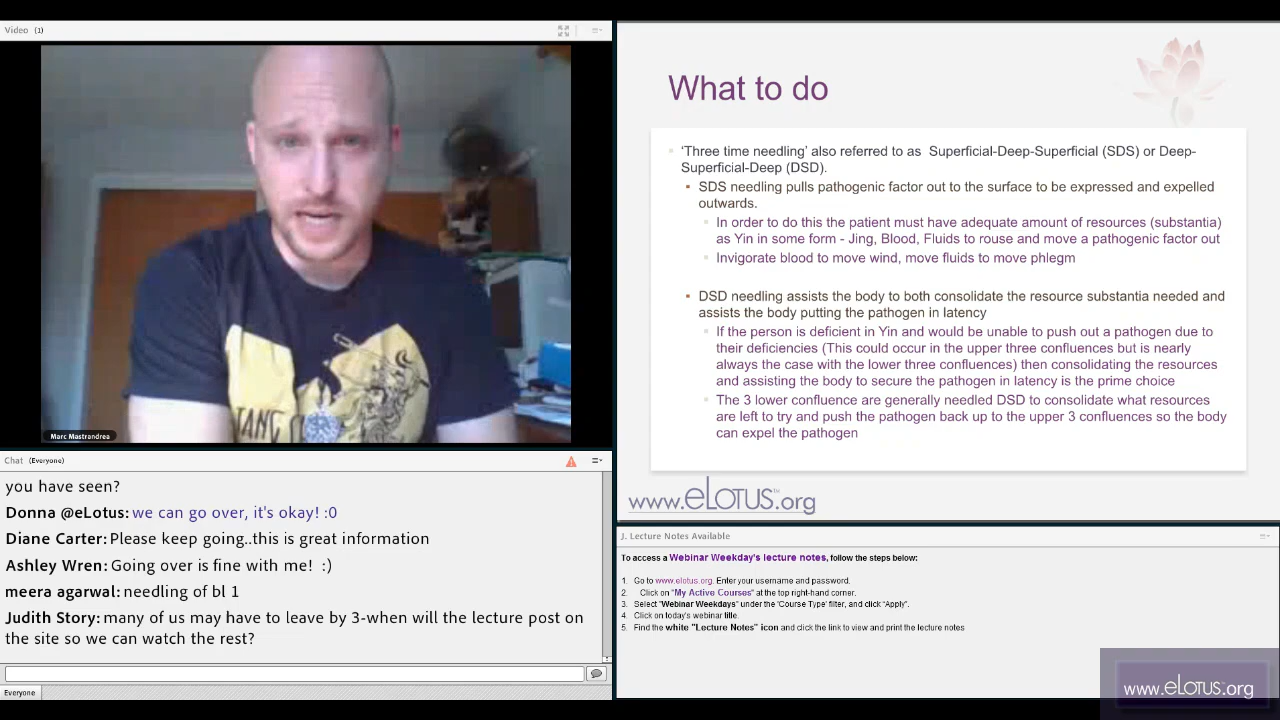 Video (1)
Marc Mastrandrea
Chat (Everyone)
you have seen?
Donna @eLotus: we can go over, it's okay! :0
Diane Carter: Please keep going..this is great information
Ashley Wren: Going over is fine with me!  :)
meera agarwal: needling of bl 1
Judith Story: many of us may have to leave by 3-when will the lecture post on
the site so we can watch the rest?
Everyone
What to do
‘Three time needling’ also referred to as  Superficial-Deep-Superficial (SDS) or Deep-
Superficial-Deep (DSD).
SDS needling pulls pathogenic factor out to the surface to be expressed and expelled
outwards.
In order to do this the patient must have adequate amount of resources (substantia)
as Yin in some form - Jing, Blood, Fluids to rouse and move a pathogenic factor out
Invigorate blood to move wind, move fluids to move phlegm
DSD needling assists the body to both consolidate the resource substantia needed and
assists the body putting the pathogen in latency
If the person is deficient in Yin and would be unable to push out a pathogen due to
their deficiencies (This could occur in the upper three confluences but is nearly
always the case with the lower three confluences) then consolidating the resources
and assisting the body to secure the pathogen in latency is the prime choice
The 3 lower confluence are generally needled DSD to consolidate what resources
are left to try and push the pathogen back up to the upper 3 confluences so the body
can expel the pathogen
www.eLOTUS.org
J. Lecture Notes Available
To access a Webinar Weekday's lecture notes, follow the steps below:
1. Go to www.elotus.org. Enter your username and password.
2. Click on "My Active Courses" at the top right-hand corner.
3. Select "Webinar Weekdays" under the 'Course Type' filter, and click "Apply".
4. Click on today's webinar title.
5. Find the white "Lecture Notes" icon and click the link to view and print the lecture notes
www.eLOTUS.org